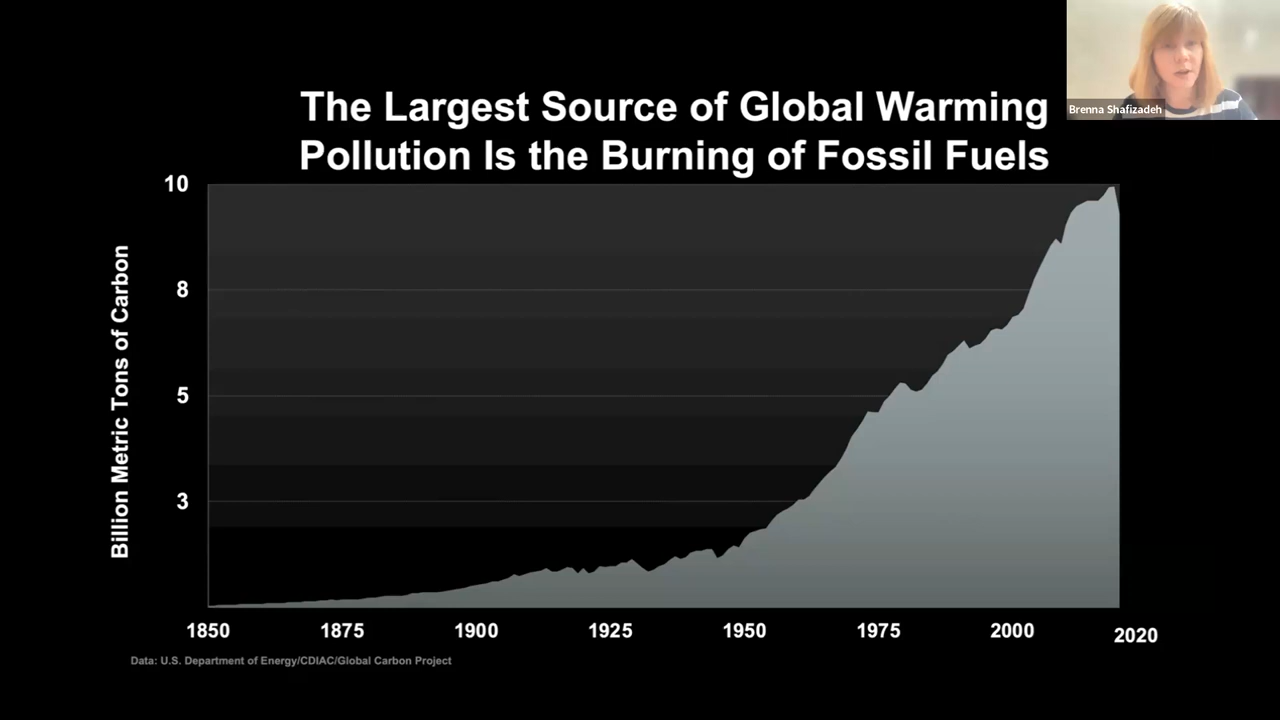 The Largest Source of Global Warming
Pollution Is the Burning of Fossil Fuels
Brenna Shafizadeh
Billion Metric Tons of Carbon
10
8
5
3
1850 1875 1900 1925 1950 1975 2000 2020
Data: U.S. Department of Energy/CDIAC/Global Carbon Project